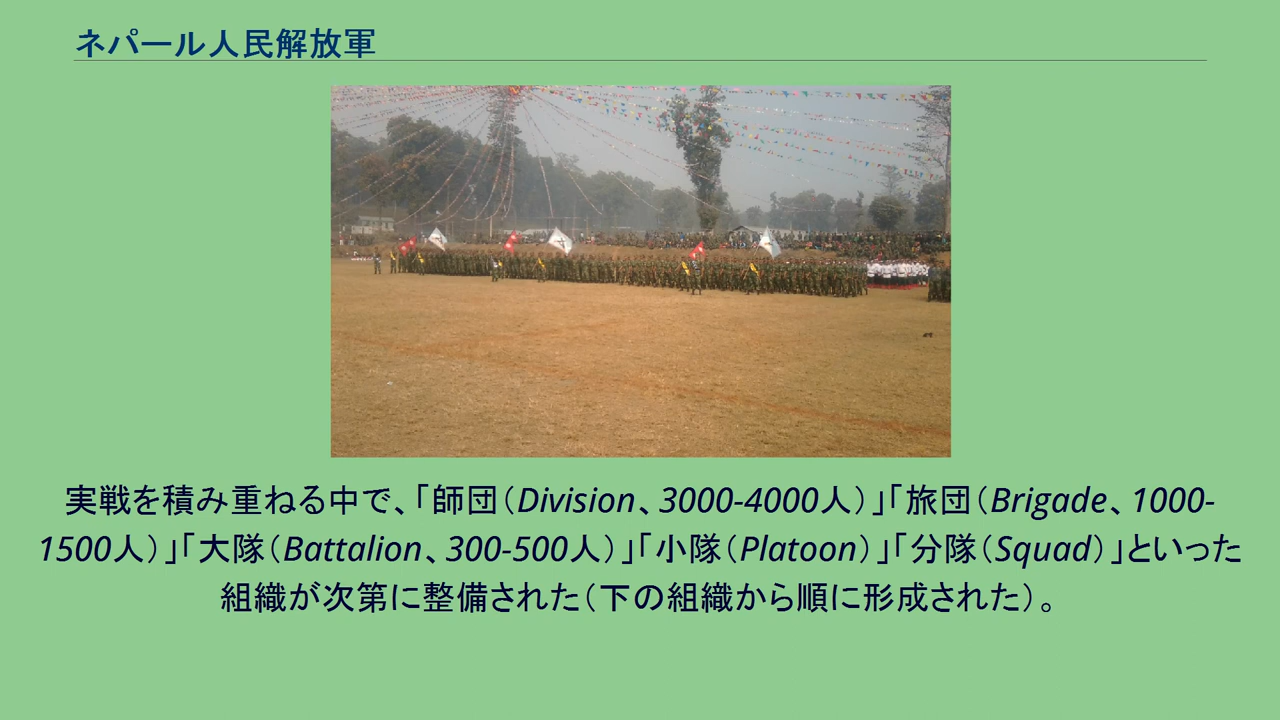 ネパール人民解放軍
実戦を積み重ねる中で、「師団（Division、3000-4000人）」「旅団（Brigade、1000-
1500人）」「大隊（Battalion、300-500人）」「小隊（Platoon）」「分隊（Squad）」といった
組織が次第に整備された（下の組織から順に形成された）。